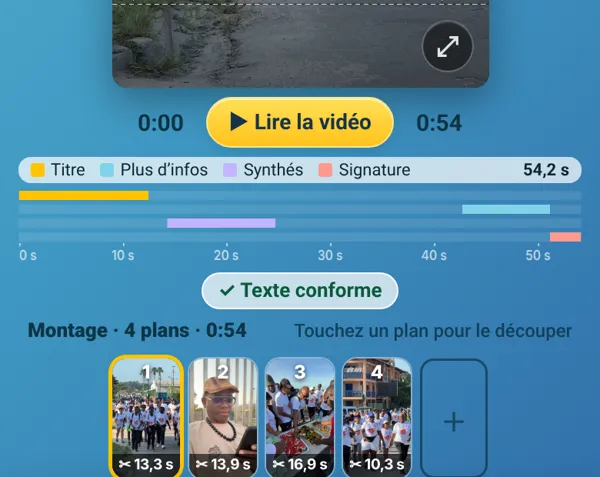 0:00 ▶ Lire la vidéo 0:54
Titre Plus d’infos Synthés Signature 54,2 s
0 s 10 s 20 s 30 s 40 s 50 s
✓ Texte conforme
Montage · 4 plans · 0:54 Touchez un plan pour le découper
1 2 3 4
✂ 13,3 s ✂ 13,9 s ✂ 16,9 s ✂ 10,3 s +